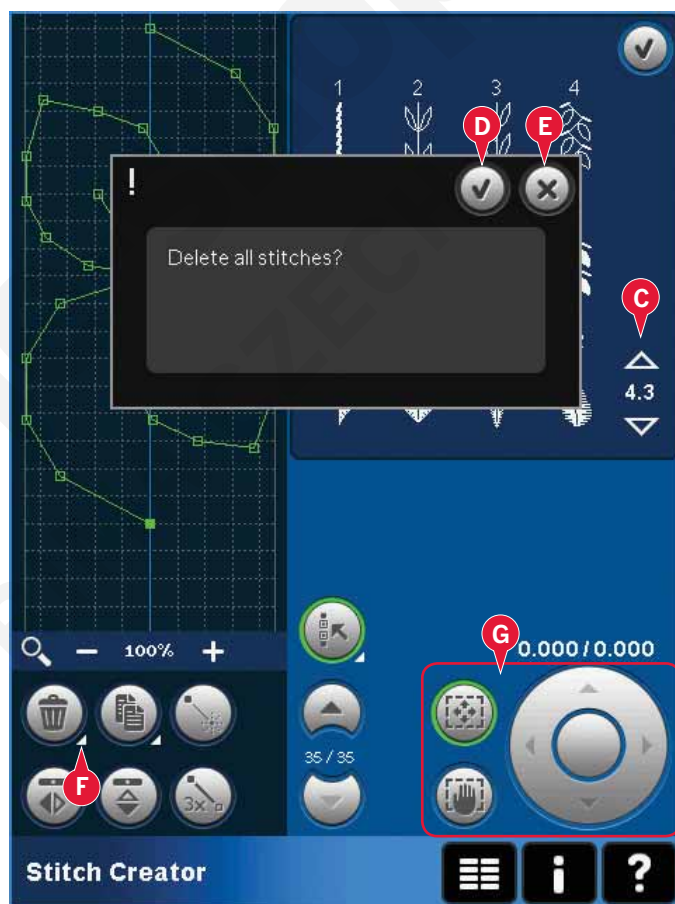 1 2 3 4
D E
!
Delete all stitches?
C
4.3
G
0.000/0.000
100%
F
35/35
3x
Stitch Creator
i ?